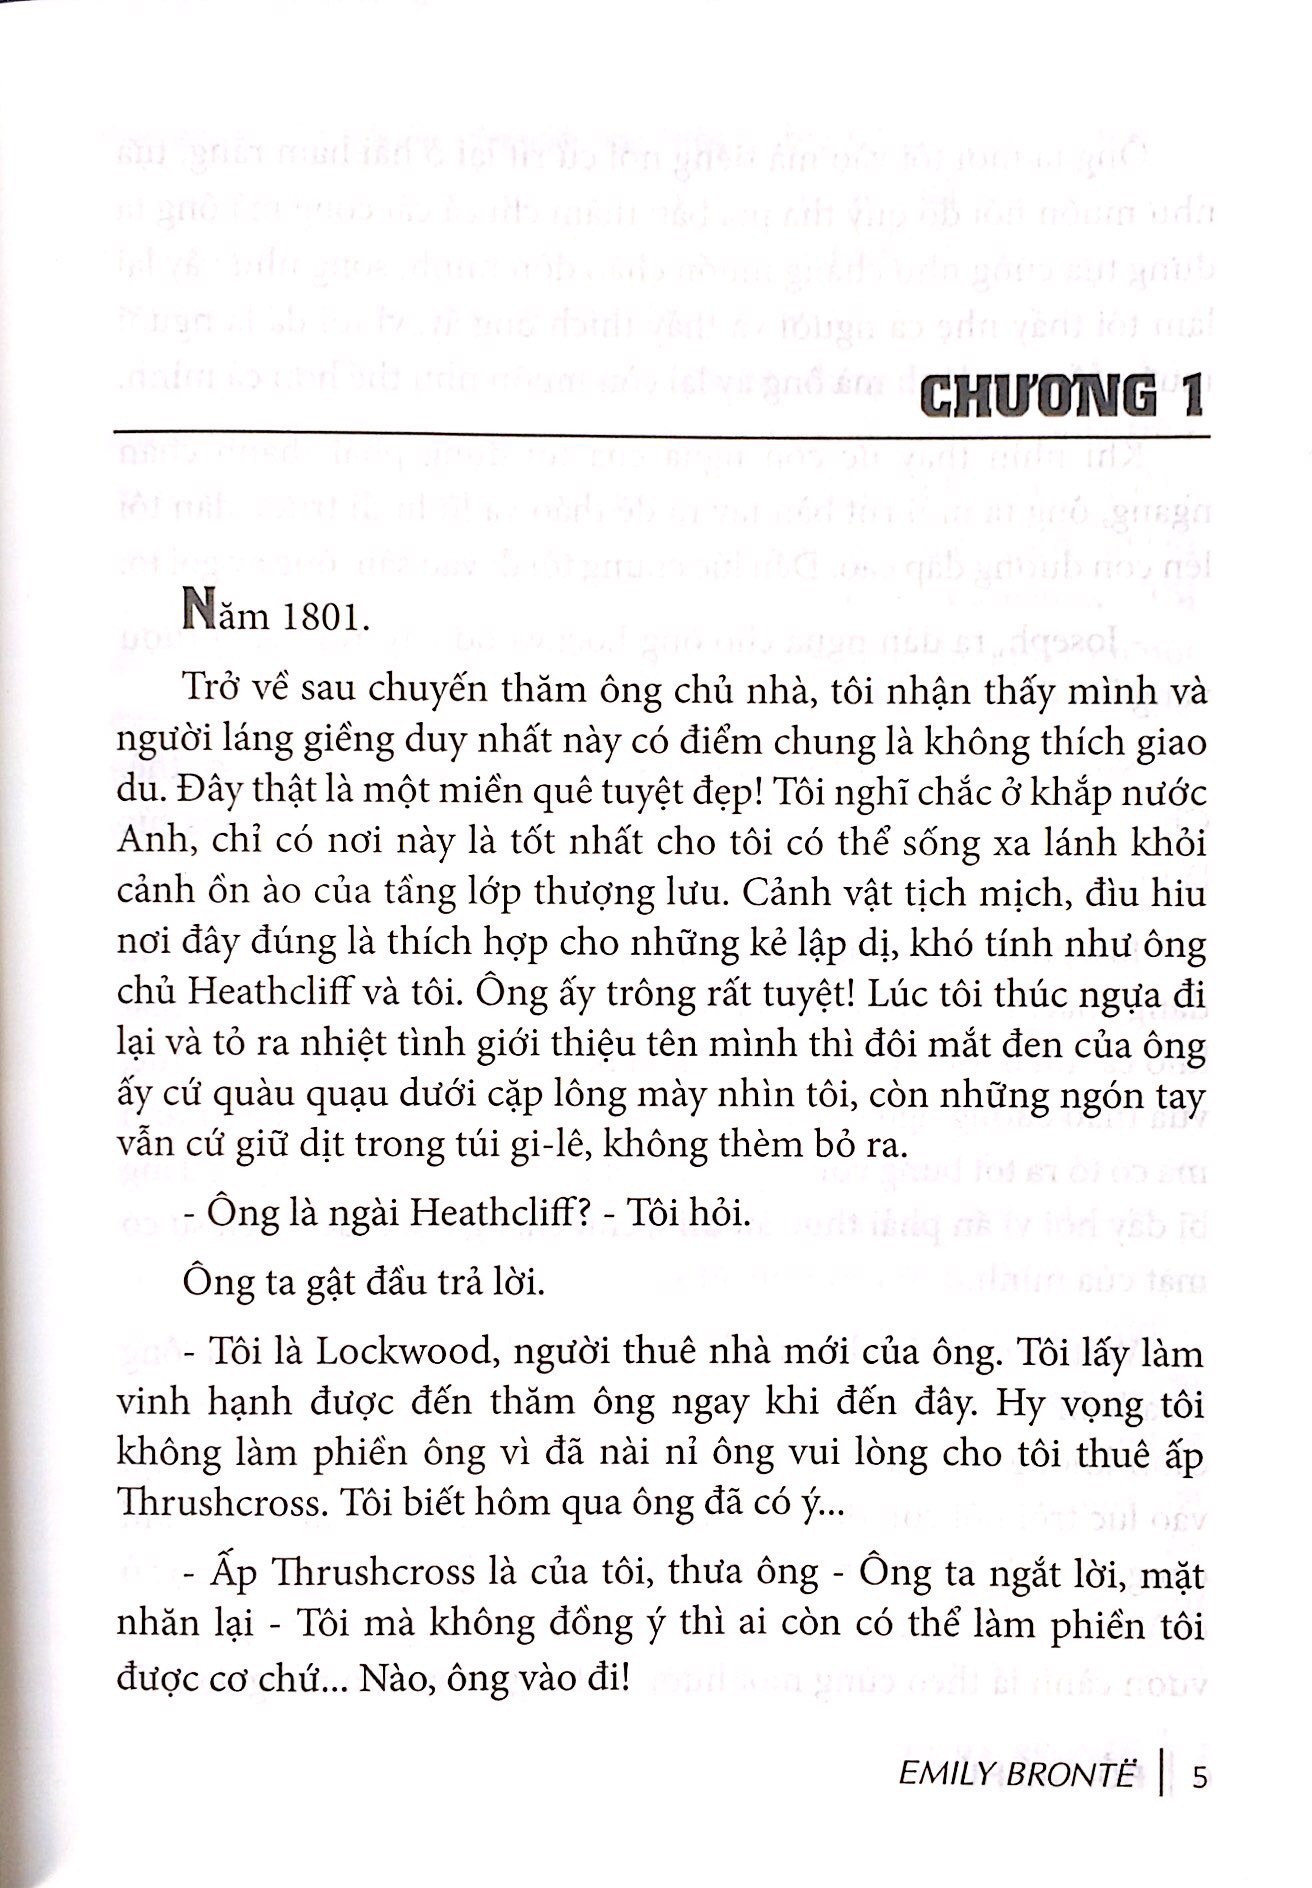 CHƯƠNG 1
Năm 1801.
Trở về sau chuyến thăm ông chủ nhà, tôi nhận thấy mình và
người láng giềng duy nhất này có điểm chung là không thích giao
du. Đây thật là một miền quê tuyệt đẹp! Tôi nghĩ chắc ở khắp nước
Anh, chỉ có nơi này là tốt nhất cho tôi có thể sống xa lánh khỏi
cảnh ồn ào của tầng lớp thượng lưu. Cảnh vật tịch mịch, đìu hiu
nơi đây đúng là thích hợp cho những kẻ lập dị, khó tính như ông
chủ Heathcliff và tôi. Ông ấy trông rất tuyệt! Lúc tôi thúc ngựa đi
lại và tỏ ra nhiệt tình giới thiệu tên mình thì đôi mắt đen của ông
ấy cứ quàu quạu dưới cặp lông mày nhìn tôi, còn những ngón tay
vẫn cứ giữ dịt trong túi gi-lê, không thèm bỏ ra.
- Ông là ngài Heathcliff? - Tôi hỏi.
Ông ta gật đầu trả lời.
- Tôi là Lockwood, người thuê nhà mới của ông. Tôi lấy làm
vinh hạnh được đến thăm ông ngay khi đến đây. Hy vọng tôi
không làm phiền ông vì đã nài nỉ ông vui lòng cho tôi thuê ấp
Thrushcross. Tôi biết hôm qua ông đã có ý...
- Ấp Thrushcross là của tôi, thưa ông - Ông ta ngắt lời, mặt
nhăn lại - Tôi mà không đồng ý thì ai còn có thể làm phiền tôi
được cơ chứ... Nào, ông vào đi!
EMILY BRONTË | 5